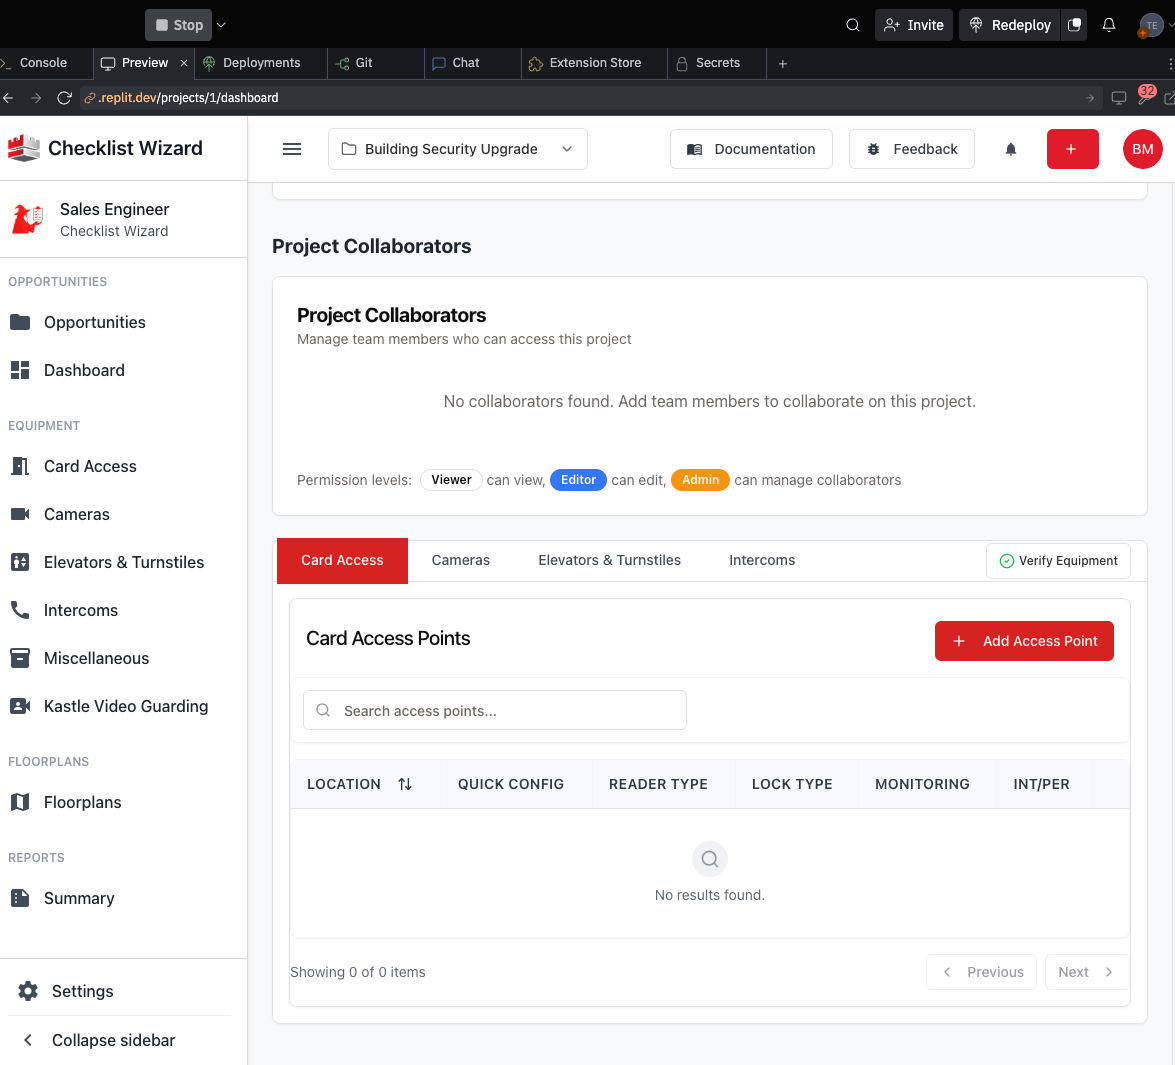 Stop
Invite
Redeploy
TE
Console
Preview
Deployments
Git
Chat
Extension Store
Secrets
.replit.dev/projects/1/dashboard
32
Checklist Wizard
Building Security Upgrade
Documentation
Feedback
BM
Sales Engineer
Checklist Wizard
OPPORTUNITIES
Opportunities
Dashboard
EQUIPMENT
Card Access
Cameras
Elevators & Turnstiles
Intercoms
Miscellaneous
Kastle Video Guarding
FLOORPLANS
Floorplans
REPORTS
Summary
Settings
Collapse sidebar
Project Collaborators
Project Collaborators
Manage team members who can access this project
No collaborators found. Add team members to collaborate on this project.
Permission levels: Viewer can view, Editor can edit, Admin can manage collaborators
Card Access Cameras Elevators & Turnstiles Intercoms Verify Equipment
Card Access Points
+ Add Access Point
Search access points...
LOCATION QUICK CONFIG READER TYPE LOCK TYPE MONITORING INT/PER
No results found.
Showing 0 of 0 items
Previous Next